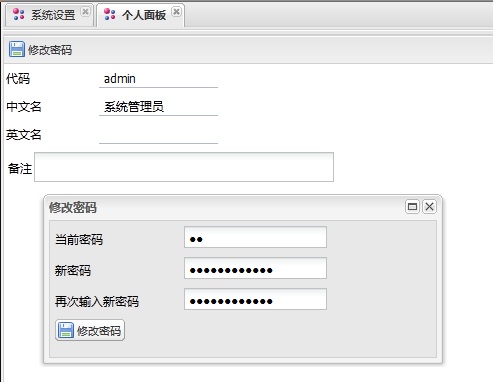 系统设置 个人面板
修改密码
代码 admin
中文名 系统管理员
英文名
备注
修改密码
当前密码 ●●
新密码 ●●●●●●●●●●●●
再次输入新密码 ●●●●●●●●●●●●
修改密码